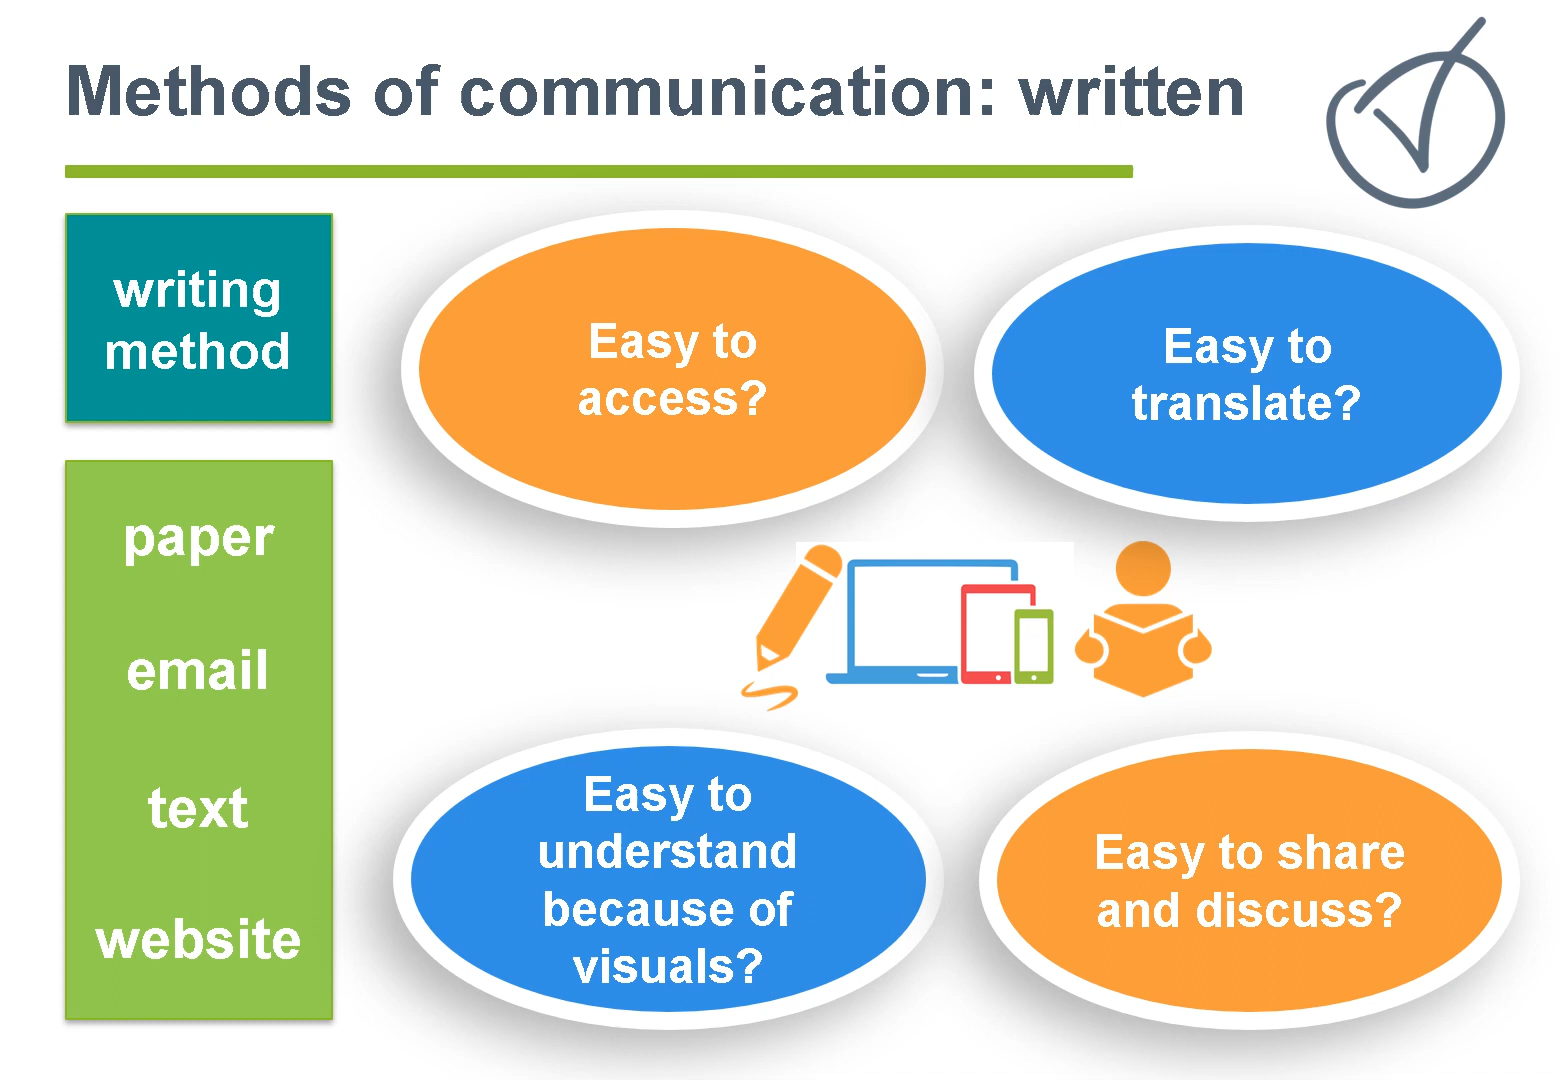 Methods of communication: written
writing
method
paper
email
text
website
Easy to
access?
Easy to
translate?
Easy to
understand
because of
visuals?
Easy to share
and discuss?